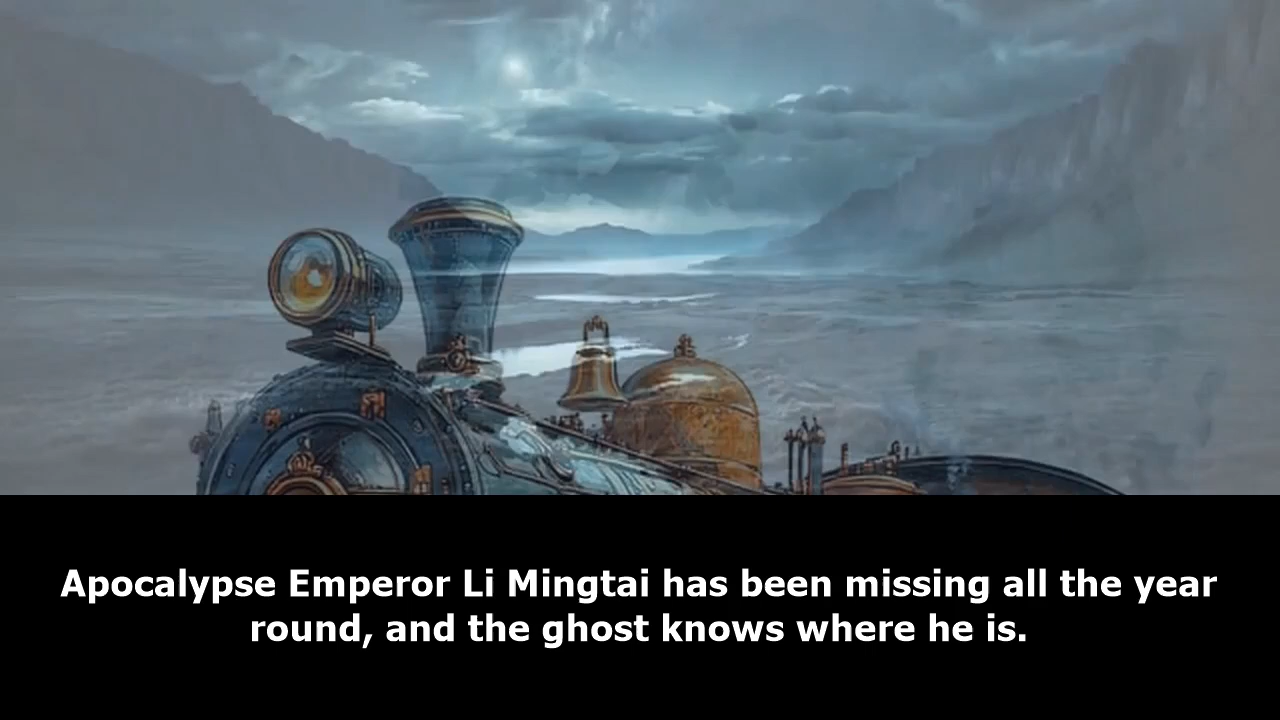 Apocalypse Emperor Li Mingtai has been missing all the year
round, and the ghost knows where he is.